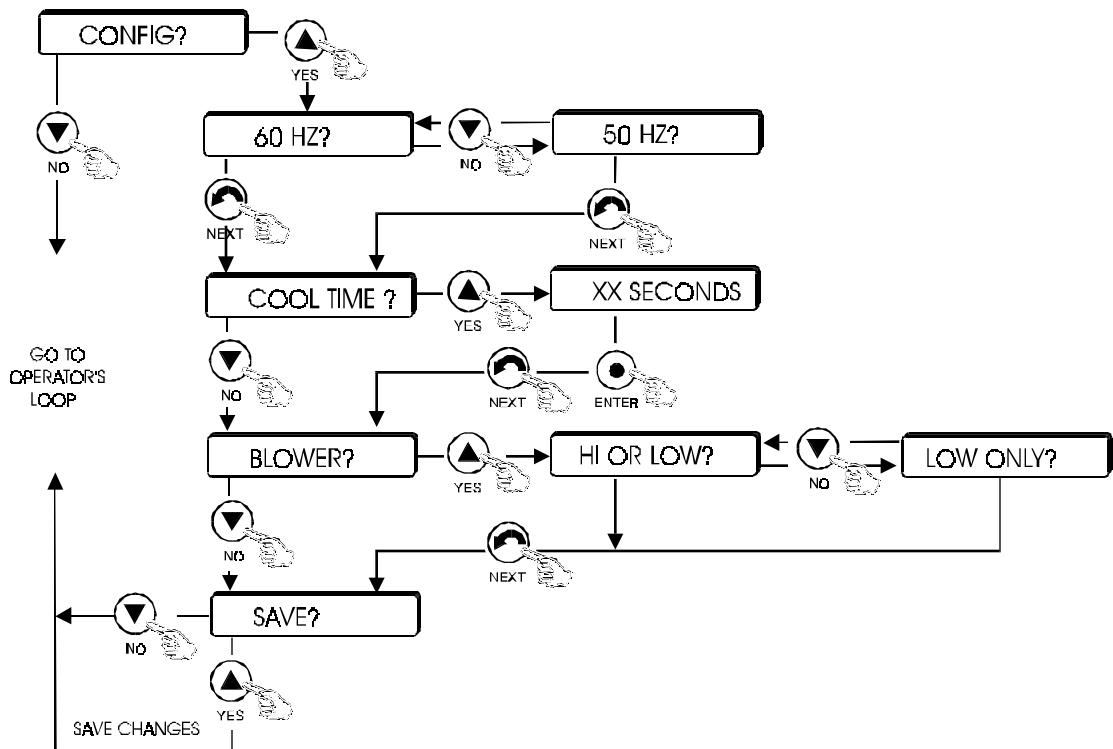 CONFIG?
YES
60 HZ?
50 HZ?
NO
NO
NEXT
NEXT
COOL TIME ?
XX SECONDS
YES
GO TO
OPERATOR'S
LOOP
NO
NEXT
ENTER
BLOWER?
HI OR LOW?
LOW ONLY?
YES
NO
NO
NEXT
SAVE?
NO
YES
SAVE CHANGES